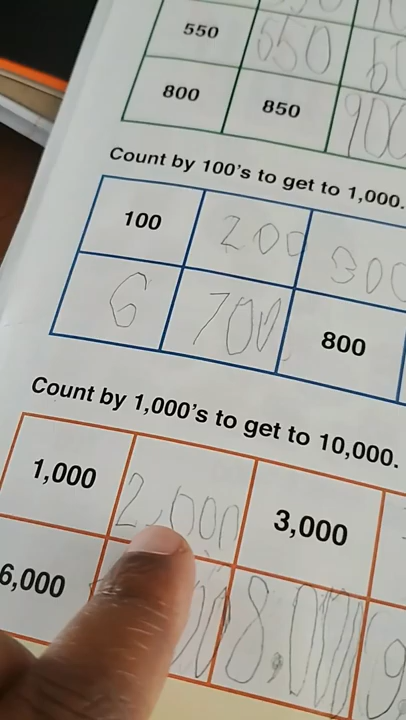 550 650
800 850 900
Count by 100's to get to 1,000.
100 200 300
6 700 800
Count by 1,000's to get to 10,000.
1,000 2,000 3,000
6,000 8,000 9